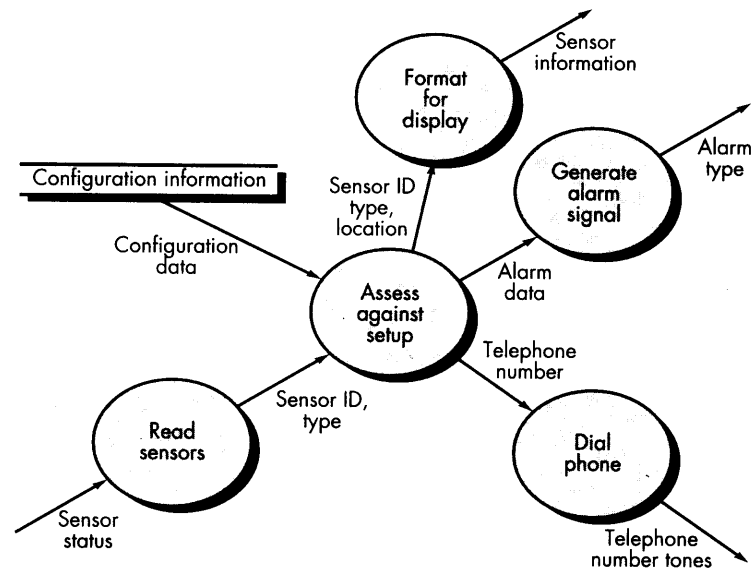 Format
for
display
Sensor
information
Generate
alarm
signal
Alarm
type
Configuration information
Sensor ID
type,
location
Configuration
data
Assess
against
setup
Alarm
data
Telephone
number
Read
sensors
Sensor ID,
type
Dial
phone
Sensor
status
Telephone
number tones